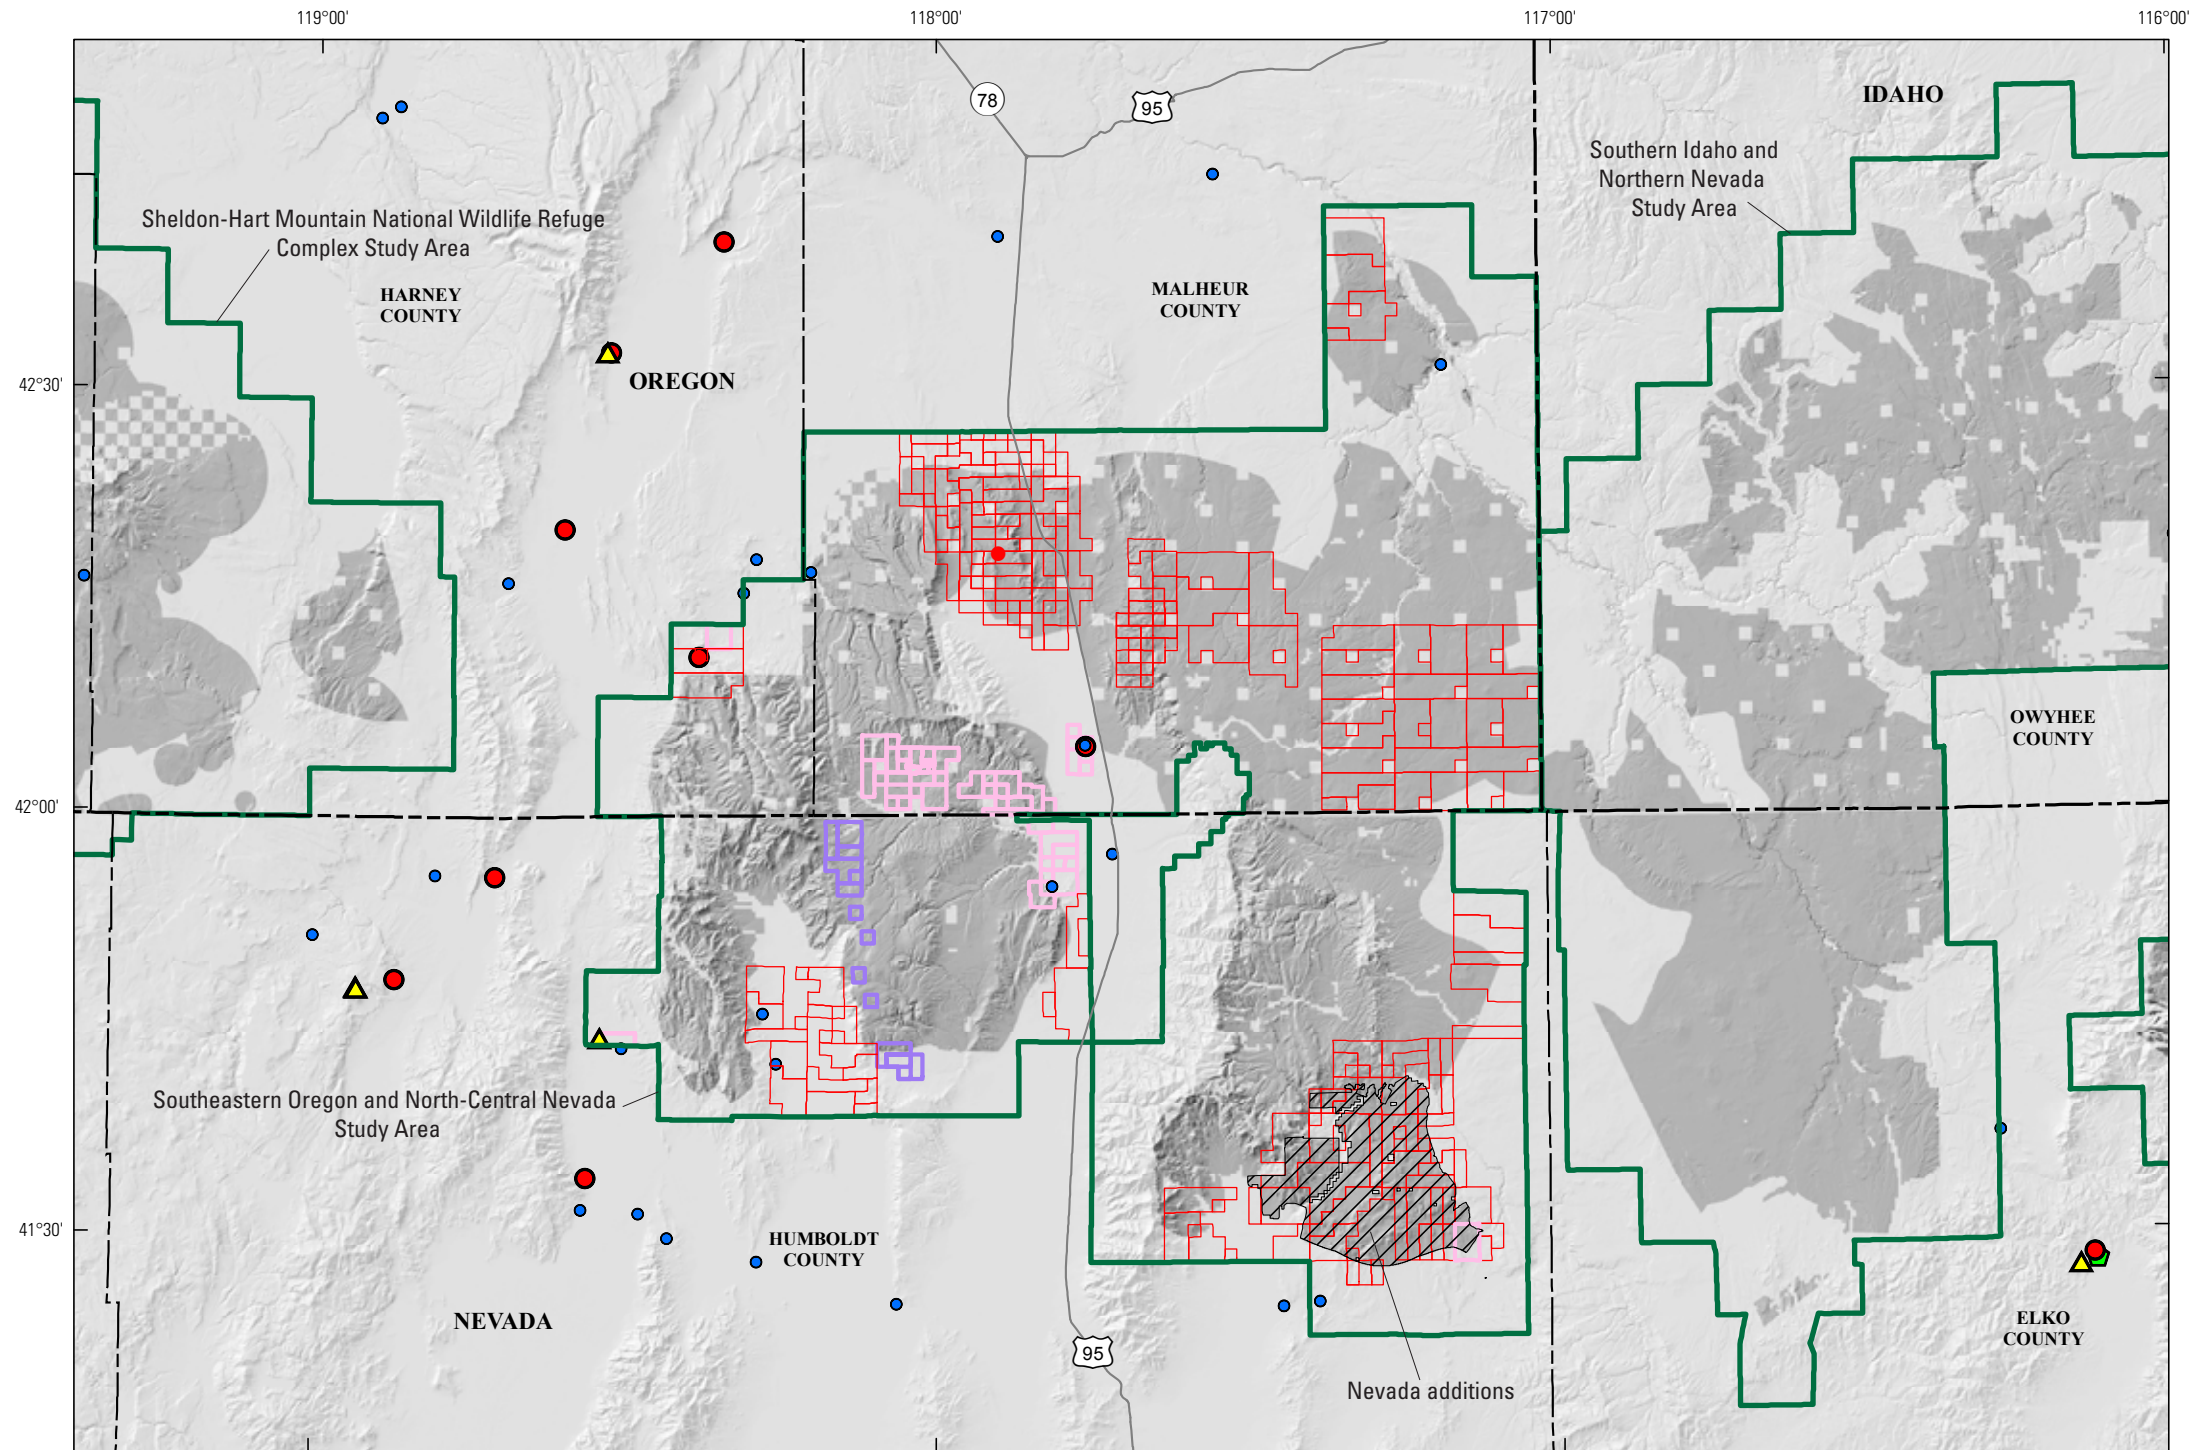 119°00'
118°00'
117°00'
116°00'
78
95
IDAHO
Southern Idaho and
Northern Nevada
Study Area
Sheldon-Hart Mountain National Wildlife Refuge
Complex Study Area
HARNEY
COUNTY
MALHEUR
COUNTY
42°30'
OREGON
OWYHEE
COUNTY
42°00'
Southeastern Oregon and North-Central Nevada
Study Area
41°30'
HUMBOLDT
COUNTY
NEVADA
ELKO
COUNTY
95
Nevada additions